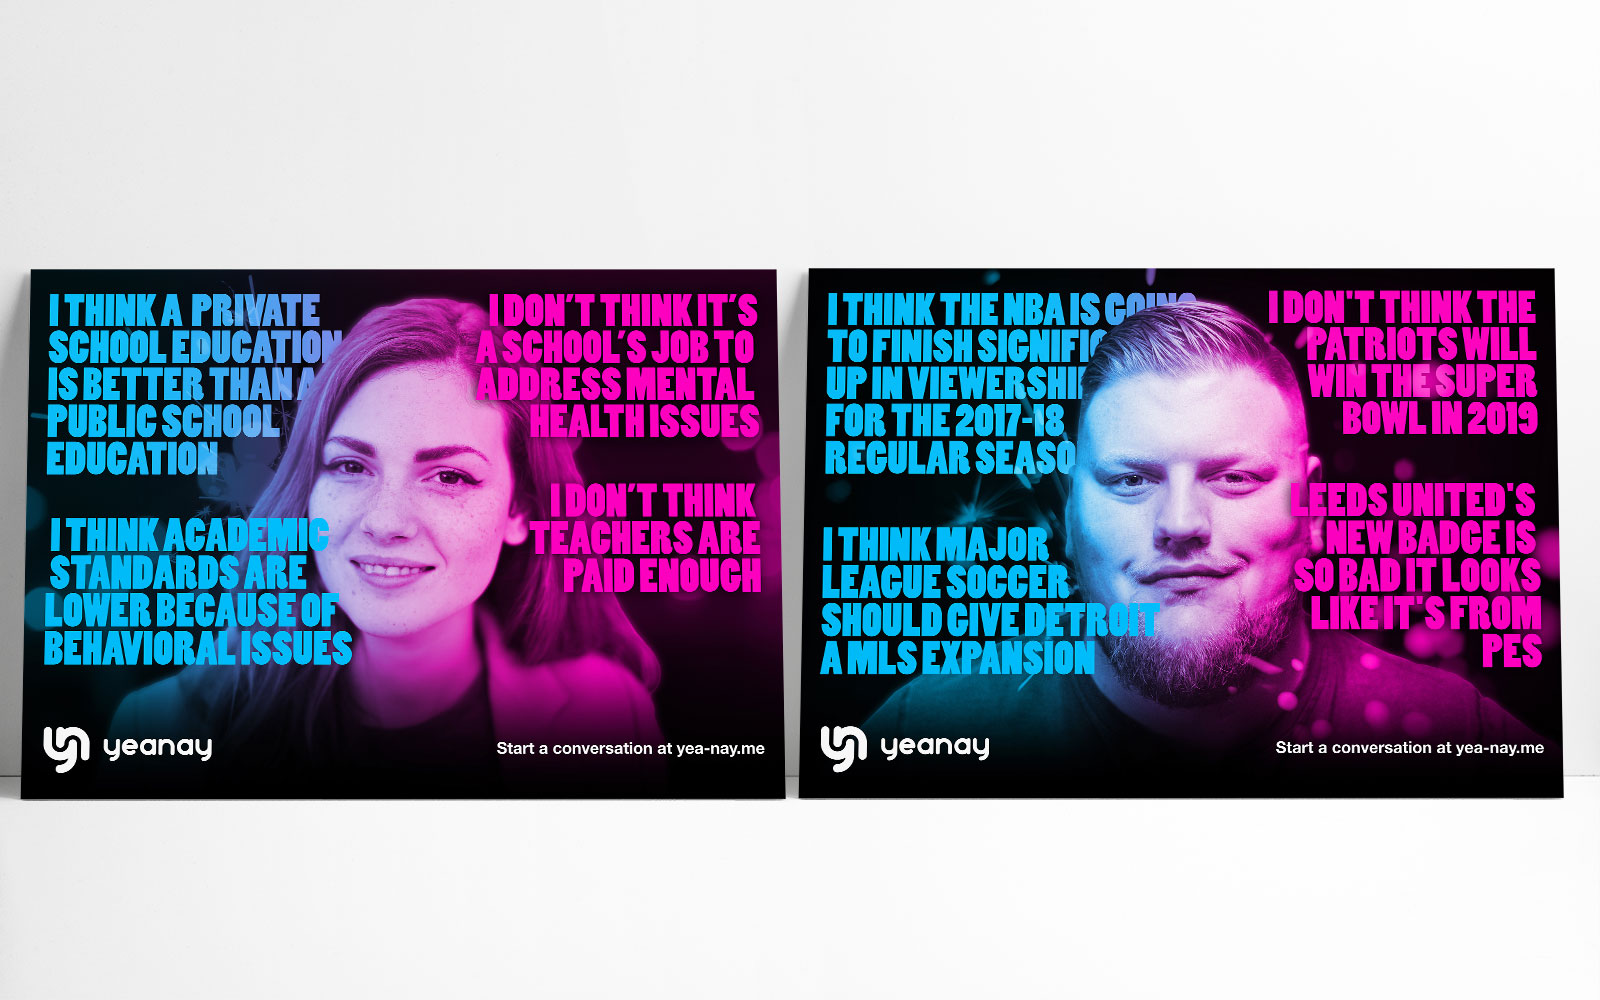 I THINK A PRIVATE
SCHOOL EDUCATION
IS BETTER THAN A
PUBLIC SCHOOL
EDUCATION
I THINK ACADEMIC
STANDARDS ARE
LOWER BECAUSE OF
BEHAVIORAL ISSUES
I DON'T THINK IT'S
A SCHOOL'S JOB TO
ADDRESS MENTAL
HEALTH ISSUES
I DON'T THINK
TEACHERS ARE
PAID ENOUGH
yeanay
Start a conversation at yea-nay.me
I THINK THE NBA IS GOING
TO FINISH
UP IN
FOR THE 2017-18
REGULAR
I THINK MAJOR
LEAGUE SOCCER
SHOULD GIVE DETROIT
A MLS EXPANSION
I DON'T THINK THE
PATRIOTS WILL
WIN THE SUPER
BOWL IN 2019
LEEDS UNITED'S
NEW BADGE IS
SO BAD IT LOOKS
LIKE IT'S FROM
PES
yeanay
Start a conversation at yea-nay.me